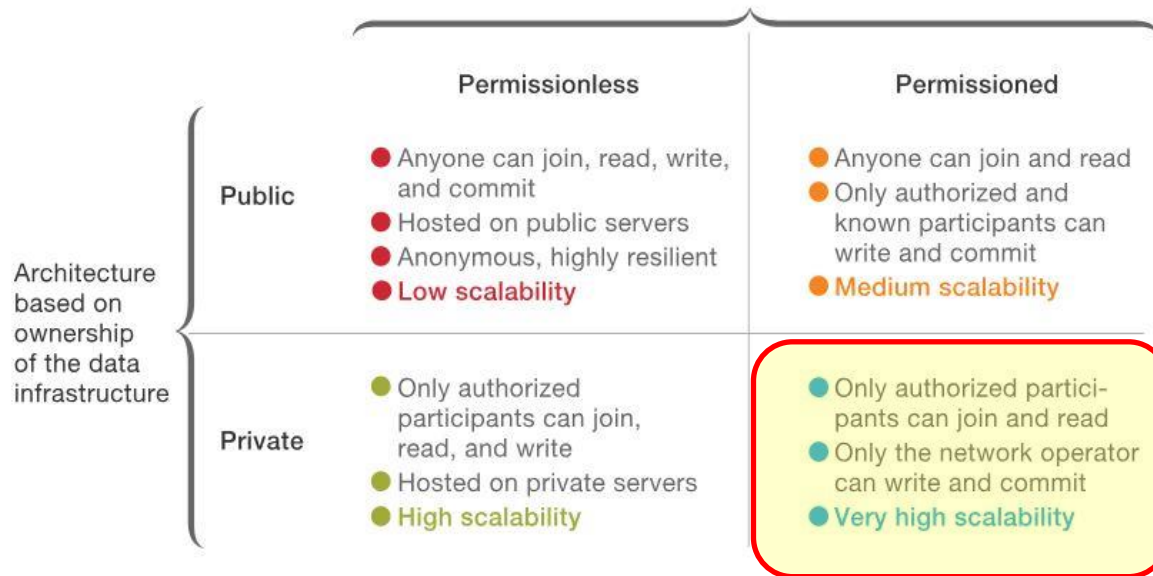 Permissionless
Permissioned
Architecture
based on
ownership
of the data
infrastructure
Public
Anyone can join, read, write,
and commit
Hosted on public servers
Anonymous, highly resilient
Low scalability
Anyone can join and read
Only authorized and
known participants can
write and commit
Medium scalability
Private
Only authorized
participants can join,
read, and write
Hosted on private servers
High scalability
Only authorized partici-
pants can join and read
Only the network operator
can write and commit
Very high scalability